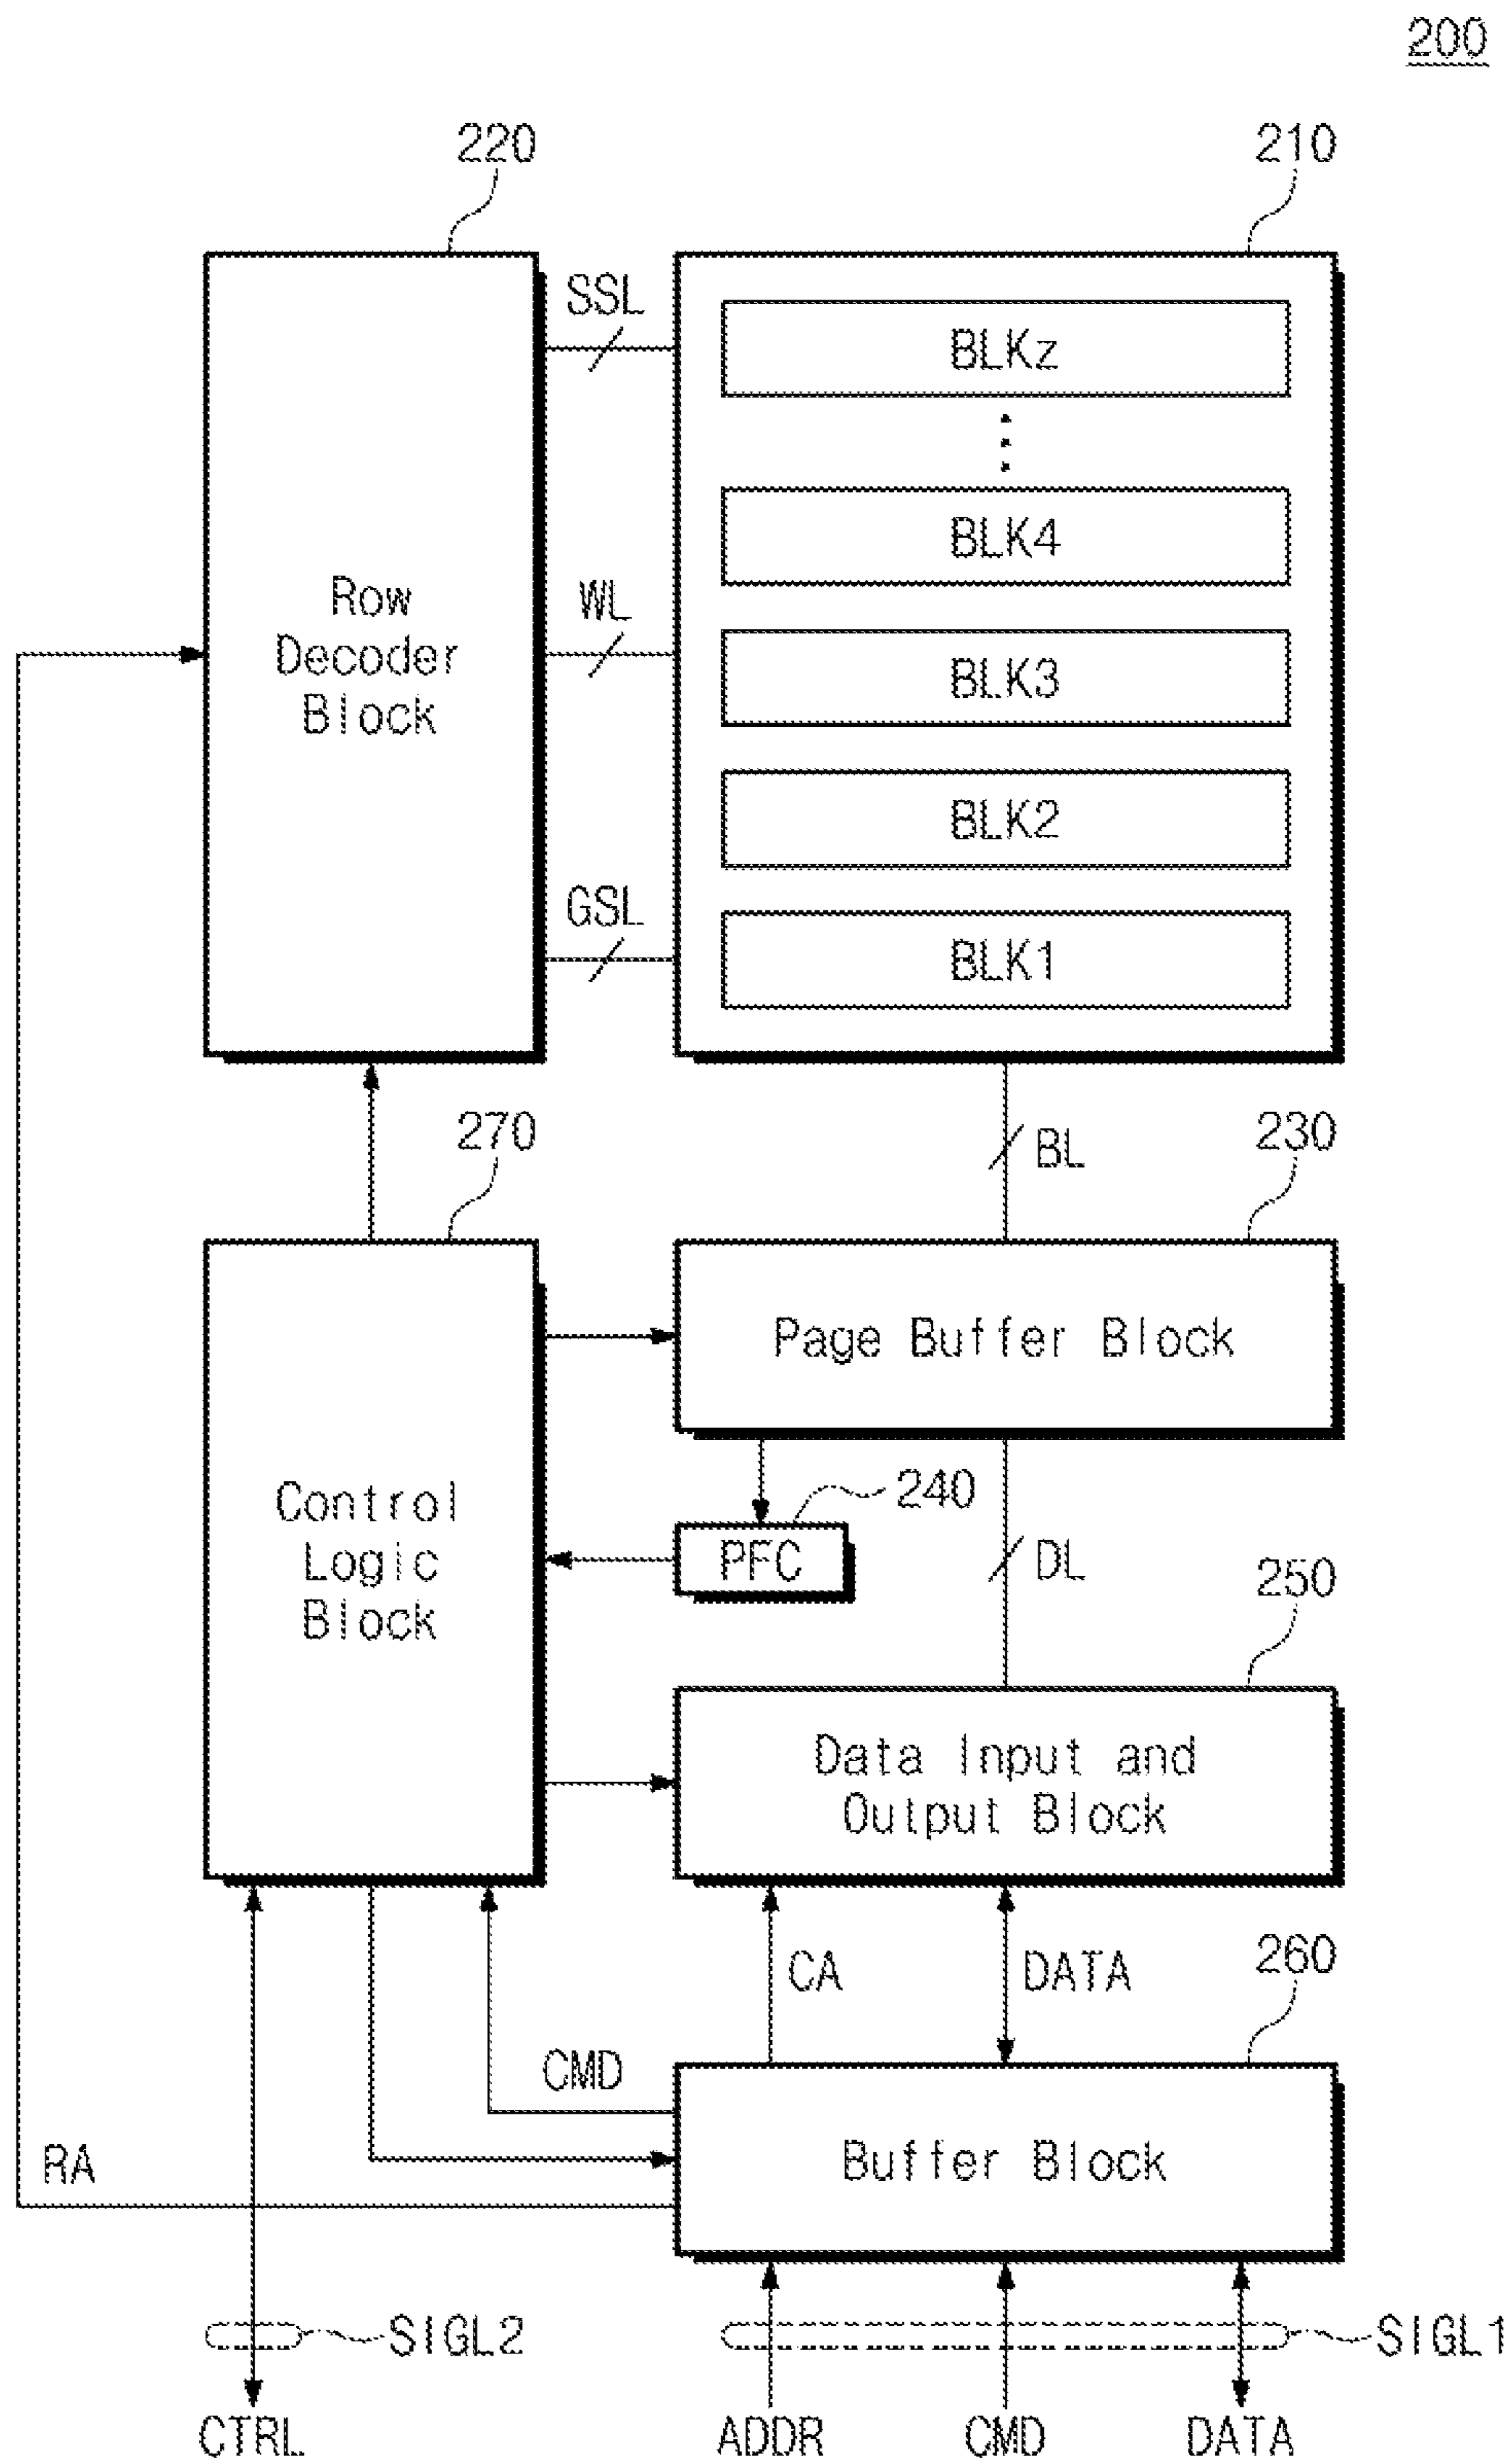 200
220
210
SSL
BLKz
BLK4
Row
Decoder
Block
WL
BLK3
BLK2
GSL
BLK1
270
BL
230
Page Buffer Block
Control
Logic
Block
240
PFC
DL
250
Data Input and
Output Block
CA
DATA
260
CMD
Buffer Block
RA
SIGL2
SIGL1
CTRL
ADDR
CMD
DATA